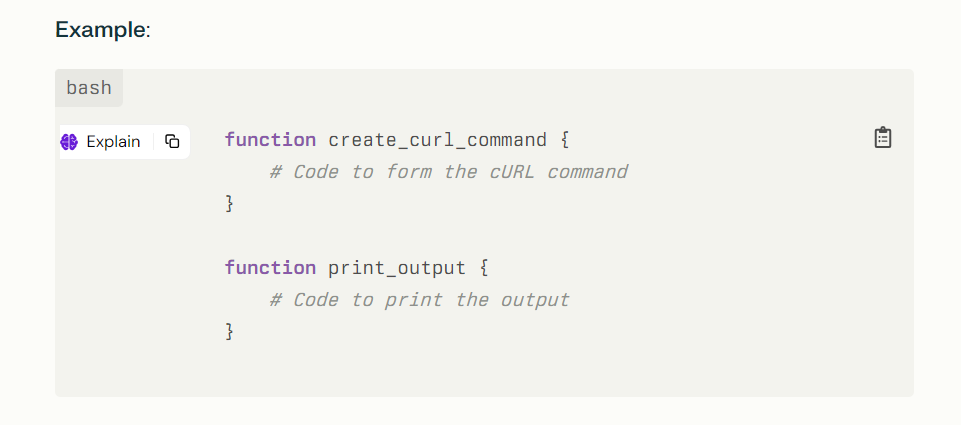 Example:
bash
Explain
function create_curl_command {
    # Code to form the cURL command
}
function print_output {
    # Code to print the output
}